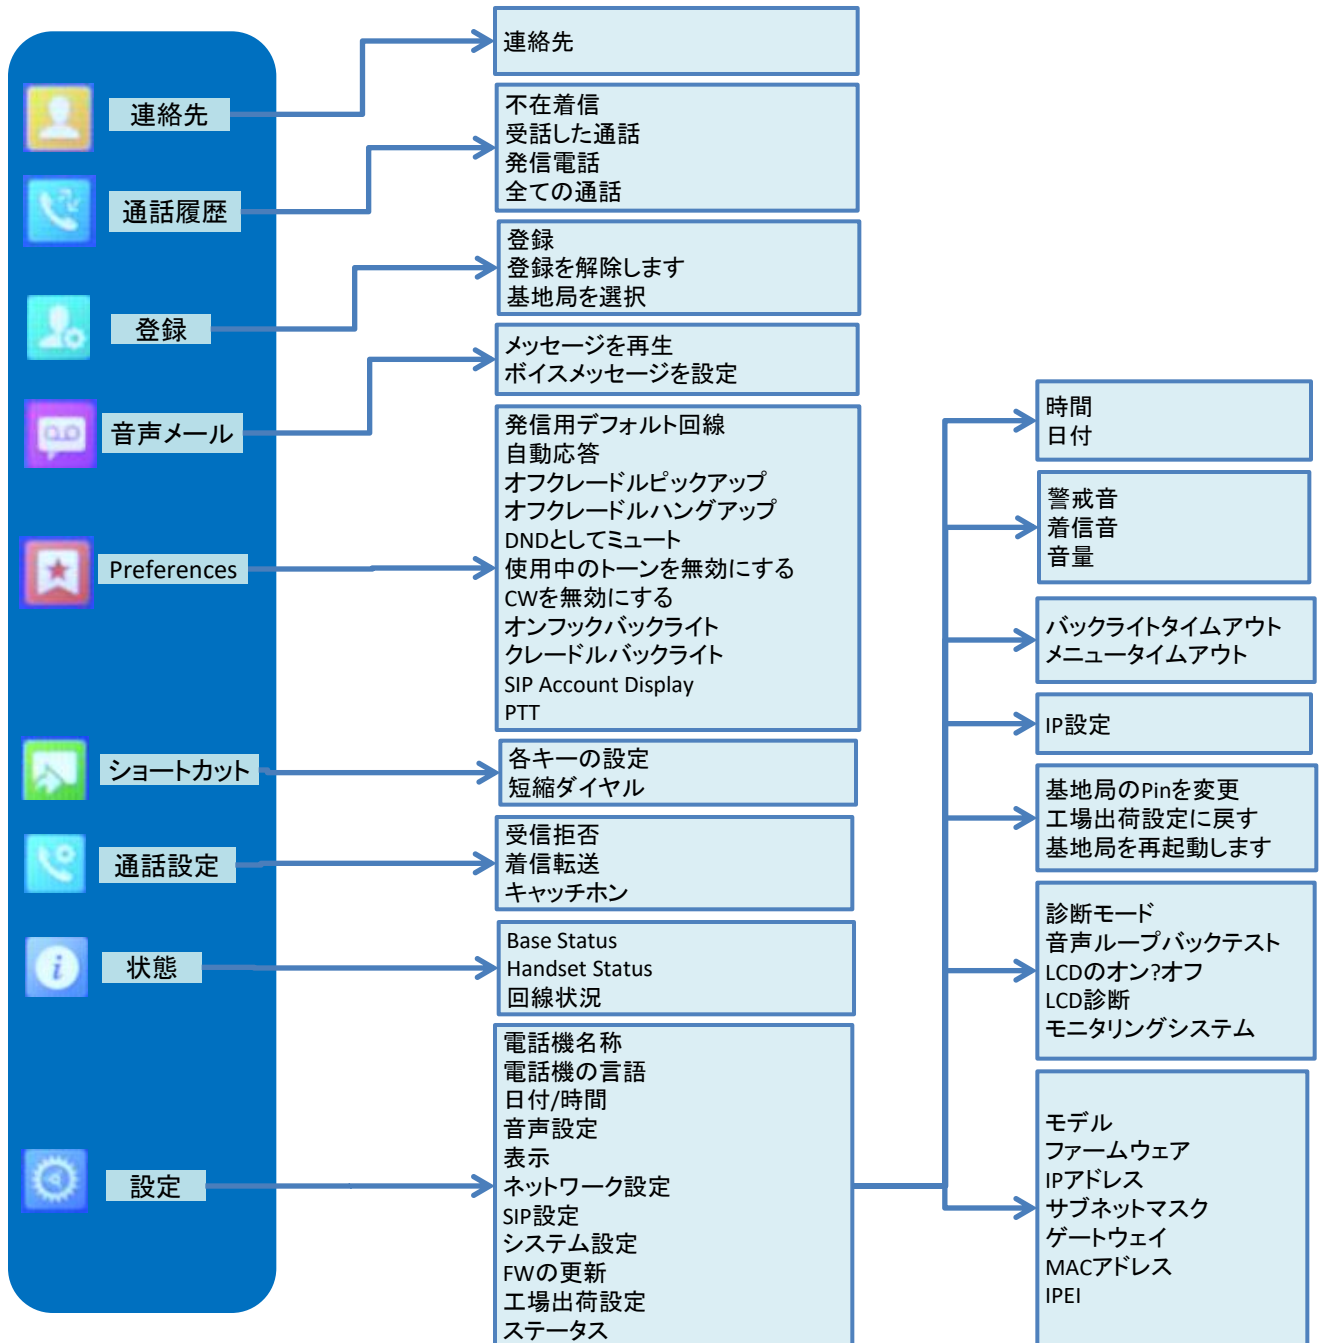 連絡先
通話履歴
登録
音声メール
Preferences
ショートカット
通話設定
状態
設定
連絡先
不在着信
受話した通話
発信電話
全ての通話
登録
登録を解除します
基地局を選択
メッセージを再生
ボイスメッセージを設定
発信用デフォルト回線
自動応答
オフクレードルピックアップ
オフクレードルハングアップ
DNDとしてミュート
使用中のトーンを無効にする
CWを無効にする
オンフックバックライト
クレードルバックライト
SIP Account Display
PTT
各キーの設定
短縮ダイヤル
受信拒否
着信転送
キャッチホン
Base Status
Handset Status
回線状況
電話機名称
電話機の言語
日付/時間
音声設定
表示
ネットワーク設定
SIP設定
システム設定
FWの更新
工場出荷設定
ステータス
時間
日付
警戒音
着信音
音量
バックライトタイムアウト
メニュータイムアウト
IP設定
基地局のPinを変更
工場出荷設定に戻す
基地局を再起動します
診断モード
音声ループバックテスト
LCDのオン?オフ
LCD診断
モニタリングシステム
モデル
ファームウェア
IPアドレス
サブネットマスク
ゲートウェイ
MACアドレス
IPEI